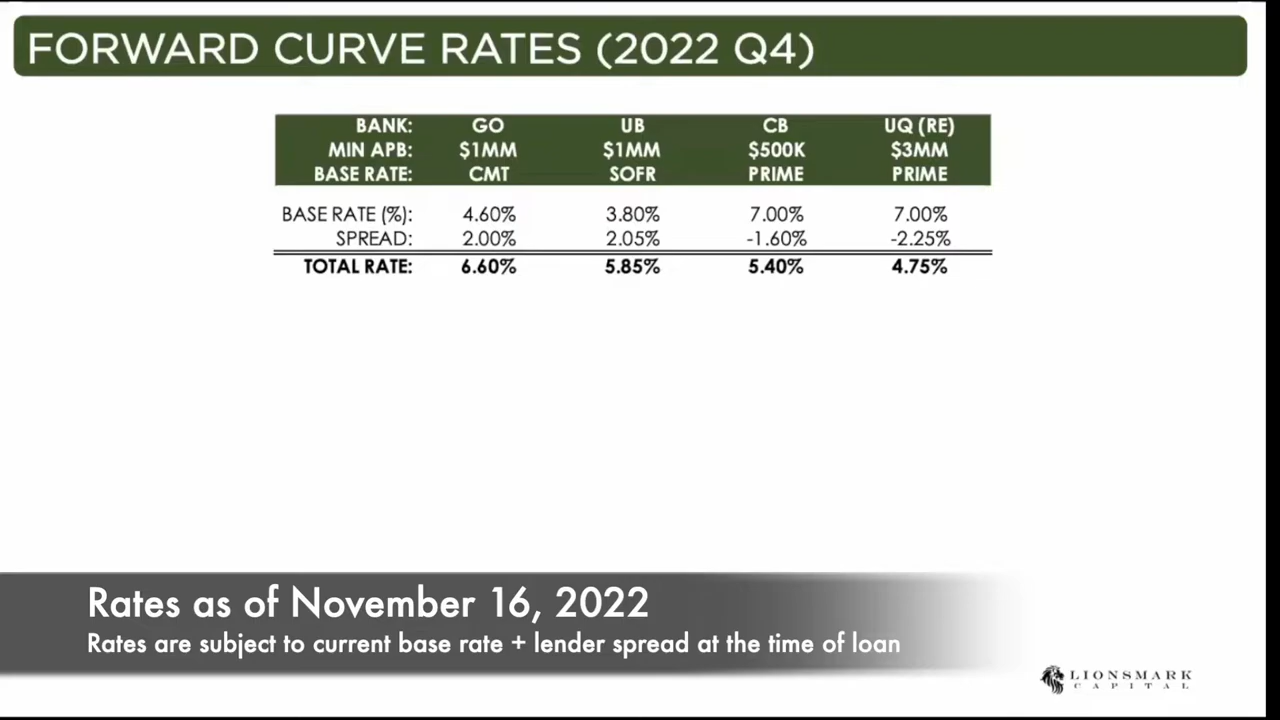 FORWARD CURVE RATES (2022 Q4)
BANK: GO UB CB UQ (RE)
MIN APB: $1MM $1MM $500K $3MM
BASE RATE: CMT SOFR PRIME PRIME
BASE RATE (%): 4.60% 3.80% 7.00% 7.00%
SPREAD: 2.00% 2.05% -1.60% -2.25%
TOTAL RATE: 6.60% 5.85% 5.40% 4.75%
Rates as of November 16, 2022
Rates are subject to current base rate + lender spread at the time of loan
LIONSMARK
CAPITAL